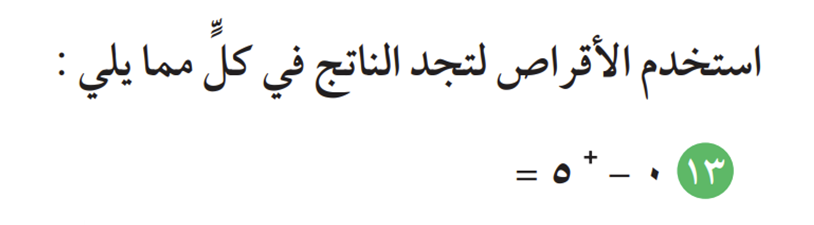 استخدم الأقراص لتجد الناتج في كلٍّ مما يلي :
١٣ ٠ – +٥ =